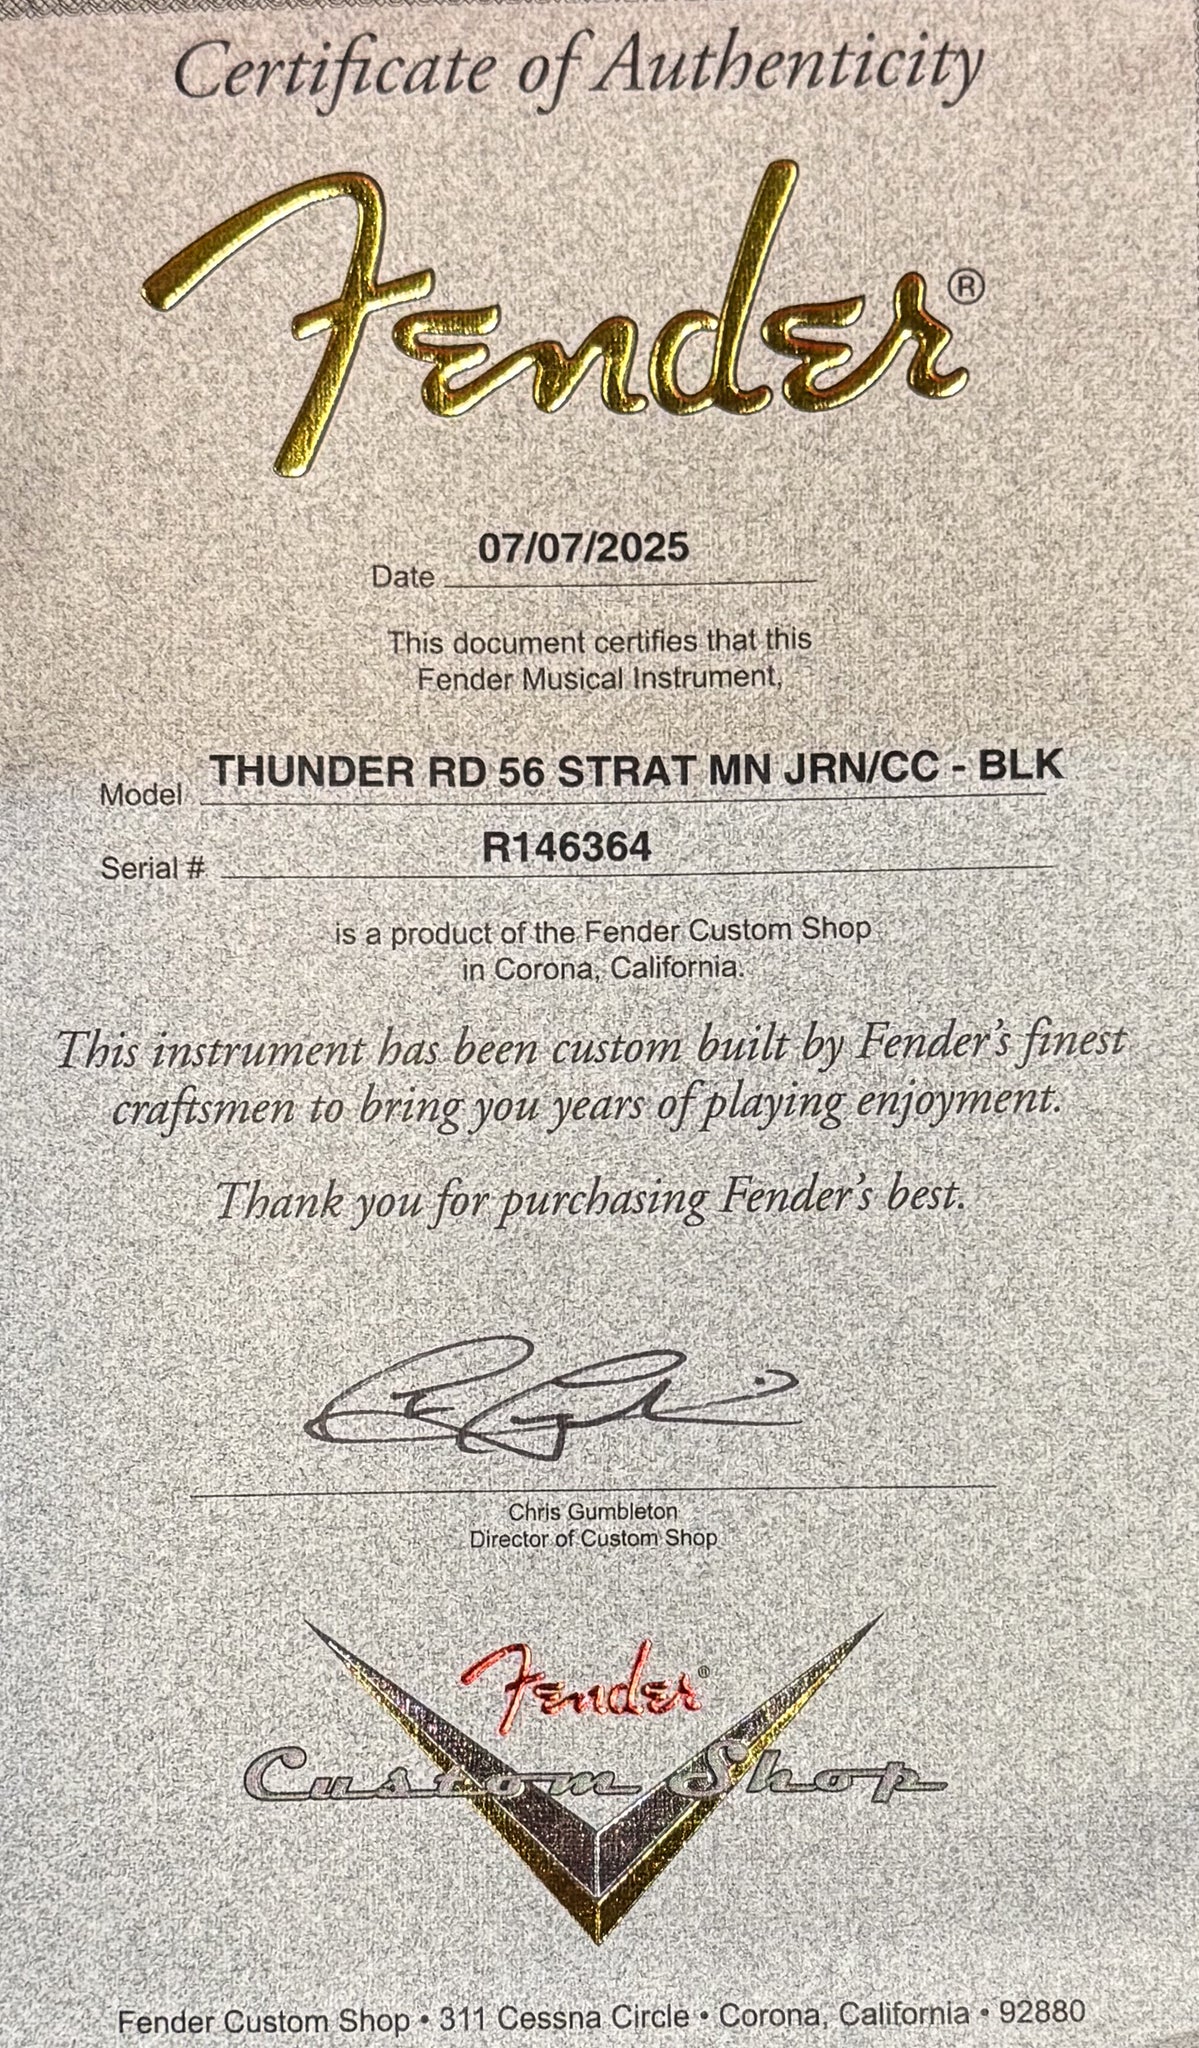 Certificate of Authenticity
Fender®
Date 07/07/2025
This document certifies that this
Fender Musical Instrument,
Model THUNDER RD 56 STRAT MN JRN/CC - BLK
Serial # R146364
is a product of the Fender Custom Shop
in Corona, California.
This instrument has been custom built by Fender's finest
craftsmen to bring you years of playing enjoyment.
Thank you for purchasing Fender's best.
Chris Gumbleton
Director of Custom Shop
Fender®
Custom Shop
Fender Custom Shop • 311 Cessna Circle • Corona, California • 92880